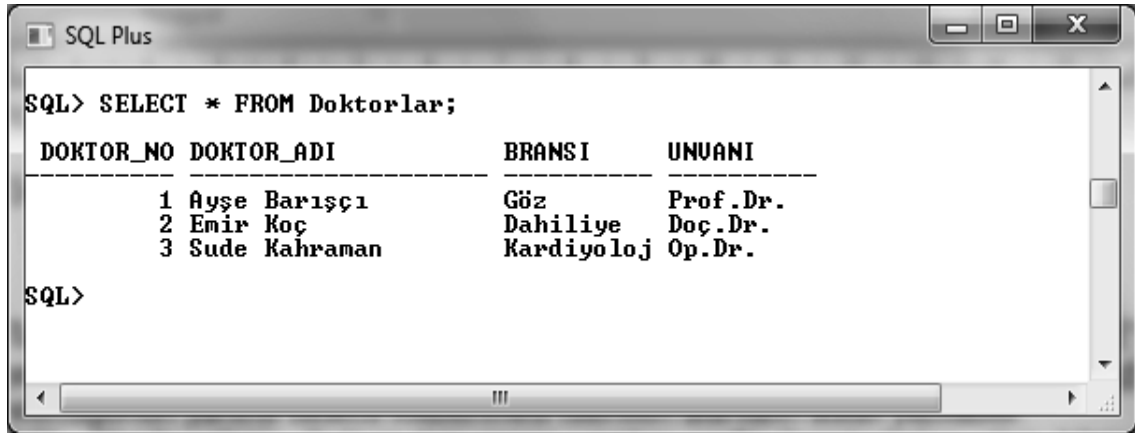 SQL Plus
SQL> SELECT * FROM Doktorlar;
DOKTOR_NO DOKTOR_ADI BRANSI UNVANI
---------- -------------------- ---------- ----------
1 Ayşe Barışçı Göz Prof.Dr.
2 Emir Koç Dahiliye Doç.Dr.
3 Sude Kahraman Kardiyoloj Op.Dr.
SQL>